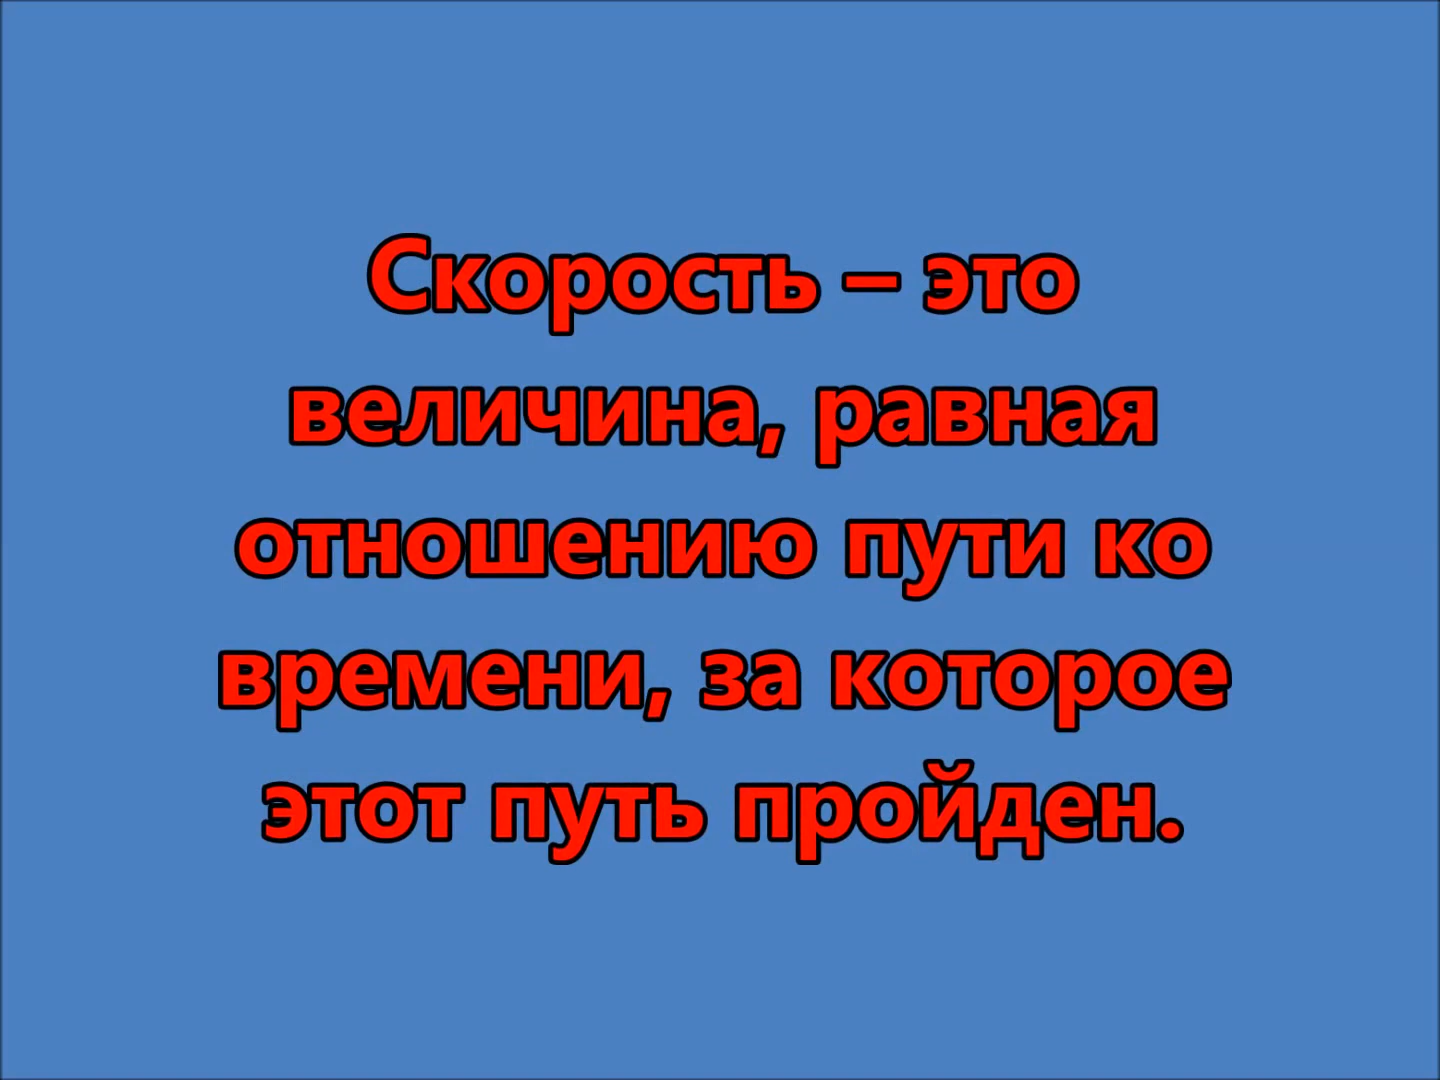 Скорость – это
величина, равная
отношению пути ко
времени, за которое
этот путь пройден.